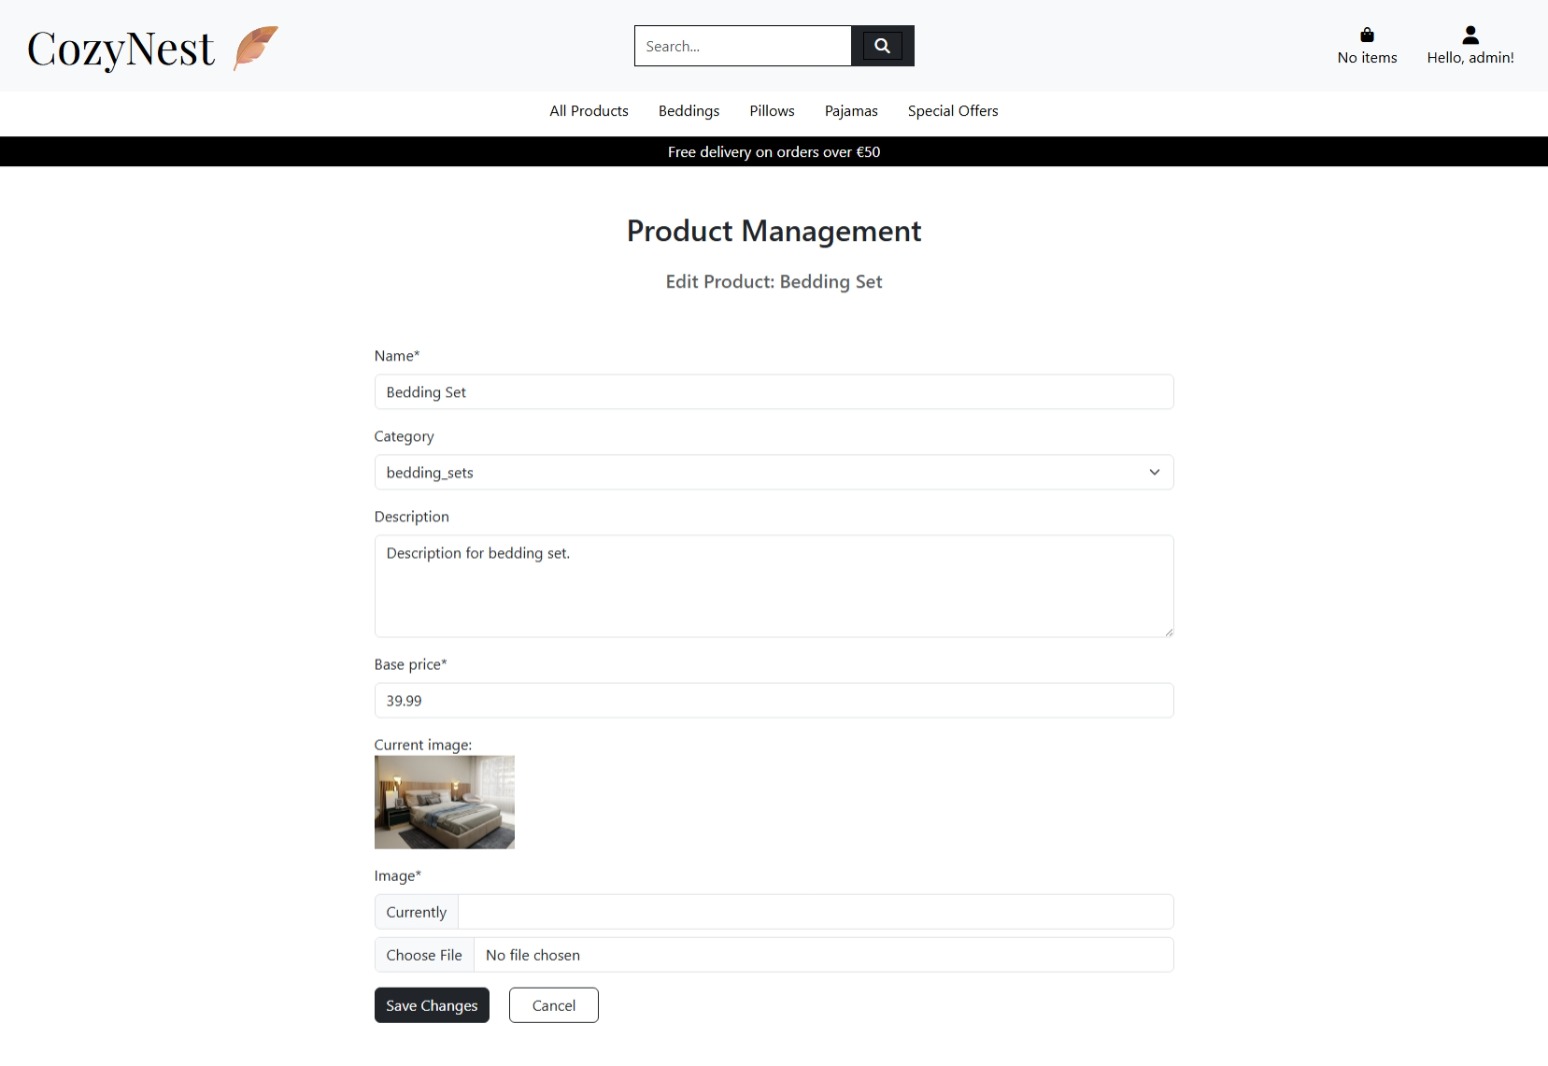 CozyNest
Search...
No items
Hello, admin!
All Products Beddings Pillows Pajamas Special Offers
Free delivery on orders over €50
Product Management
Edit Product: Bedding Set
Name*
Bedding Set
Category
bedding_sets
Description
Description for bedding set.
Base price*
39.99
Current image:
Image*
Currently
Choose File No file chosen
Save Changes Cancel